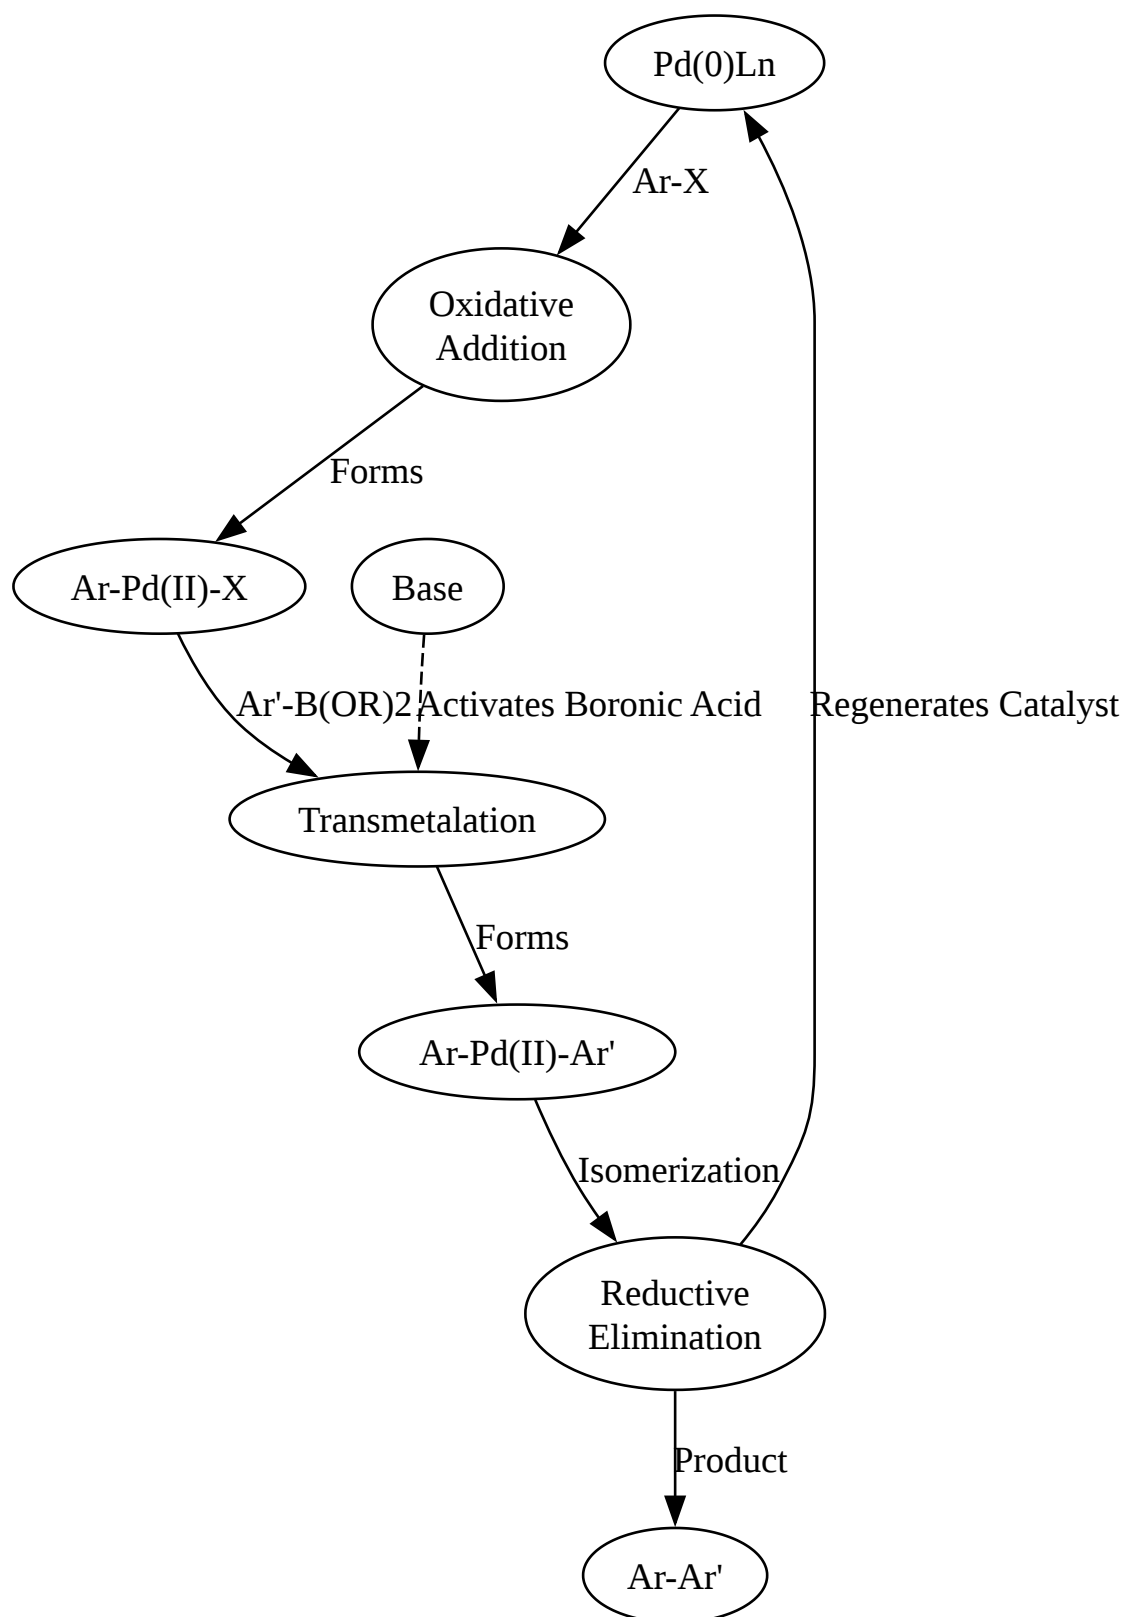 Pd(0)Ln
Ar-X
Oxidative
Addition
Forms
Ar-Pd(II)-X
Base
Ar'-B(OR)2
Activates Boronic Acid
Regenerates Catalyst
Transmetalation
Forms
Ar-Pd(II)-Ar'
Isomerization
Reductive
Elimination
Product
Ar-Ar'